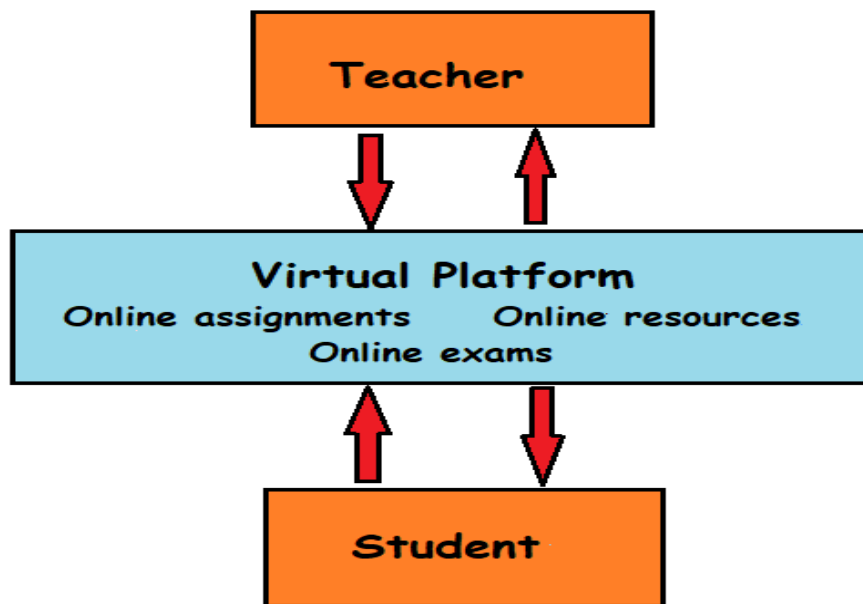 Teacher
Virtual Platform
Online assignments Online resources
Online exams
Student